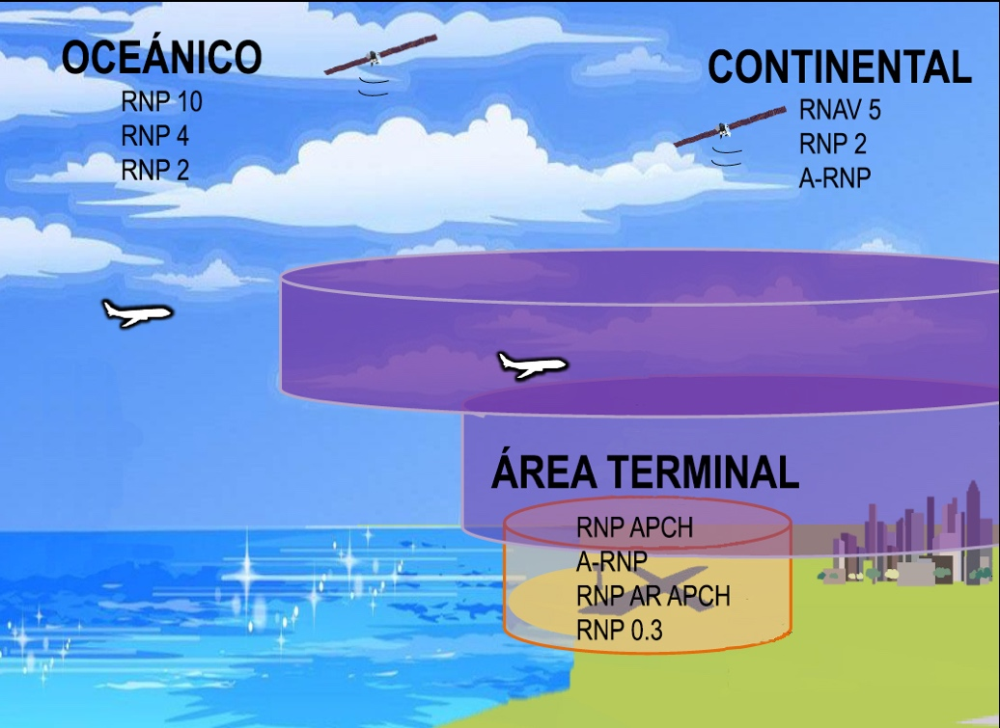 OCEÁNICO
RNP 10
RNP 4
RNP 2
CONTINENTAL
RNAV 5
RNP 2
A-RNP
ÁREA TERMINAL
RNP APCH
A-RNP
RNP AR APCH
RNP 0.3